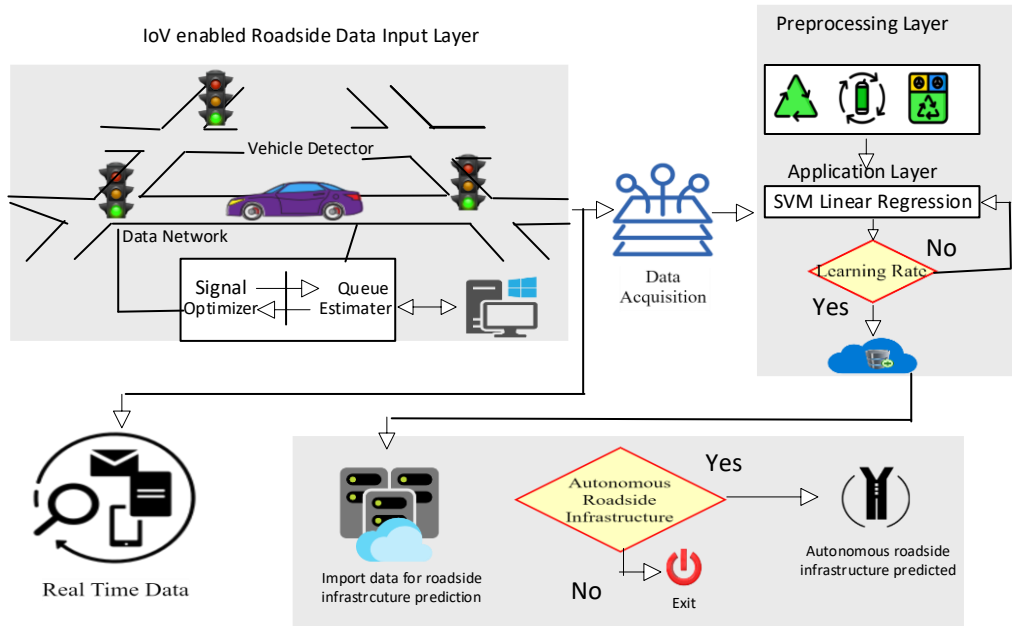 IoV enabled Roadside Data Input Layer
Vehicle Detector
Data Network
Signal
Optimizer
Queue
Estimater
Data
Acquisition
Preprocessing Layer
Application Layer
SVM Linear Regression
Learning Rate
No
Yes
Real Time Data
Import data for roadside
infrastrcuture prediction
Autonomous
Roadside
Infrastructure
Yes
No
Exit
Autonomous roadside
infrastructure predicted